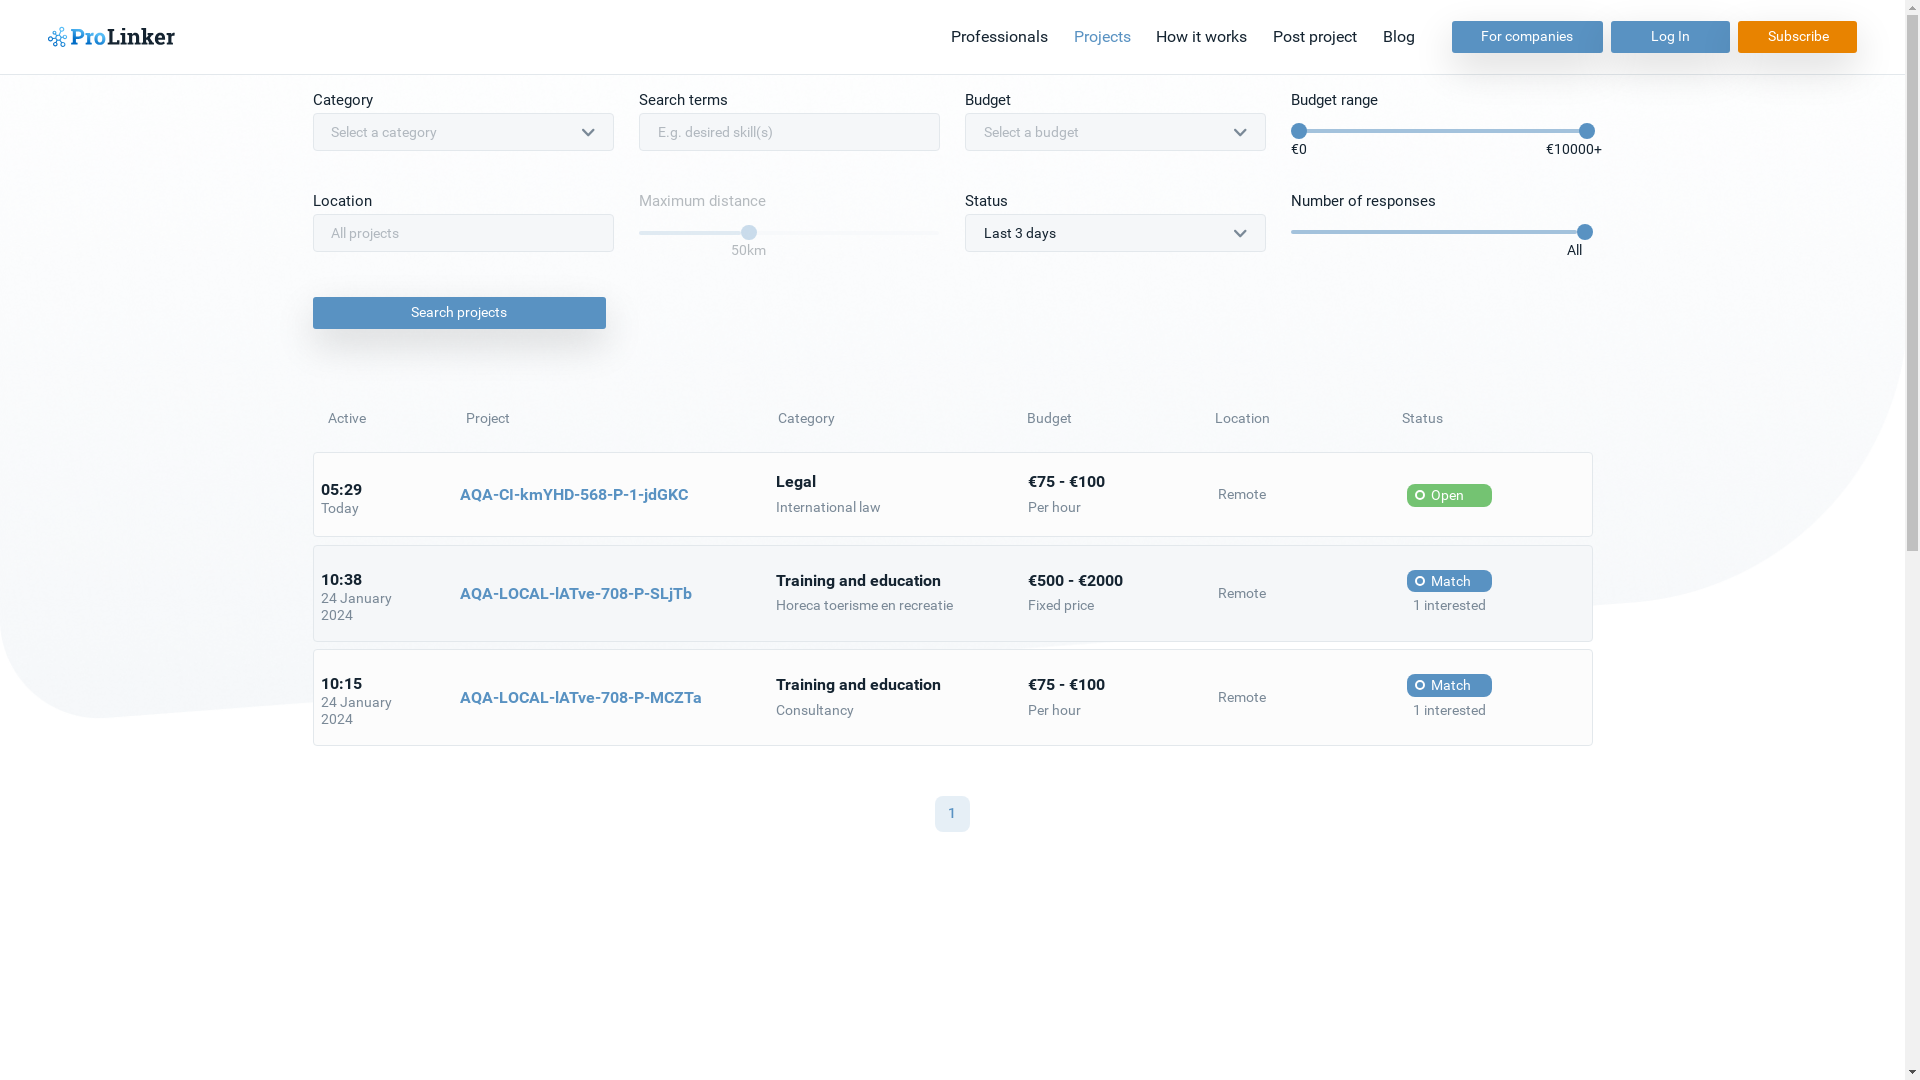 ProLinker
Professionals Projects How it works Post project Blog For companies Log In Subscribe
Category Search terms Budget Budget range
Select a category E.g. desired skill(s) Select a budget
€0 €10000+
Location Maximum distance Status Number of responses
All projects Last 3 days
50km All
Search projects
Active Project Category Budget Location Status
05:29
Today
AQA-CI-kmYHD-568-P-1-jdGKC
Legal
International law
€75 - €100
Per hour
Remote
Open
10:38
24 January
2024
AQA-LOCAL-lATve-708-P-SLjTb
Training and education
Horeca toerisme en recreatie
€500 - €2000
Fixed price
Remote
Match
1 interested
10:15
24 January
2024
AQA-LOCAL-lATve-708-P-MCZTa
Training and education
Consultancy
€75 - €100
Per hour
Remote
Match
1 interested
1